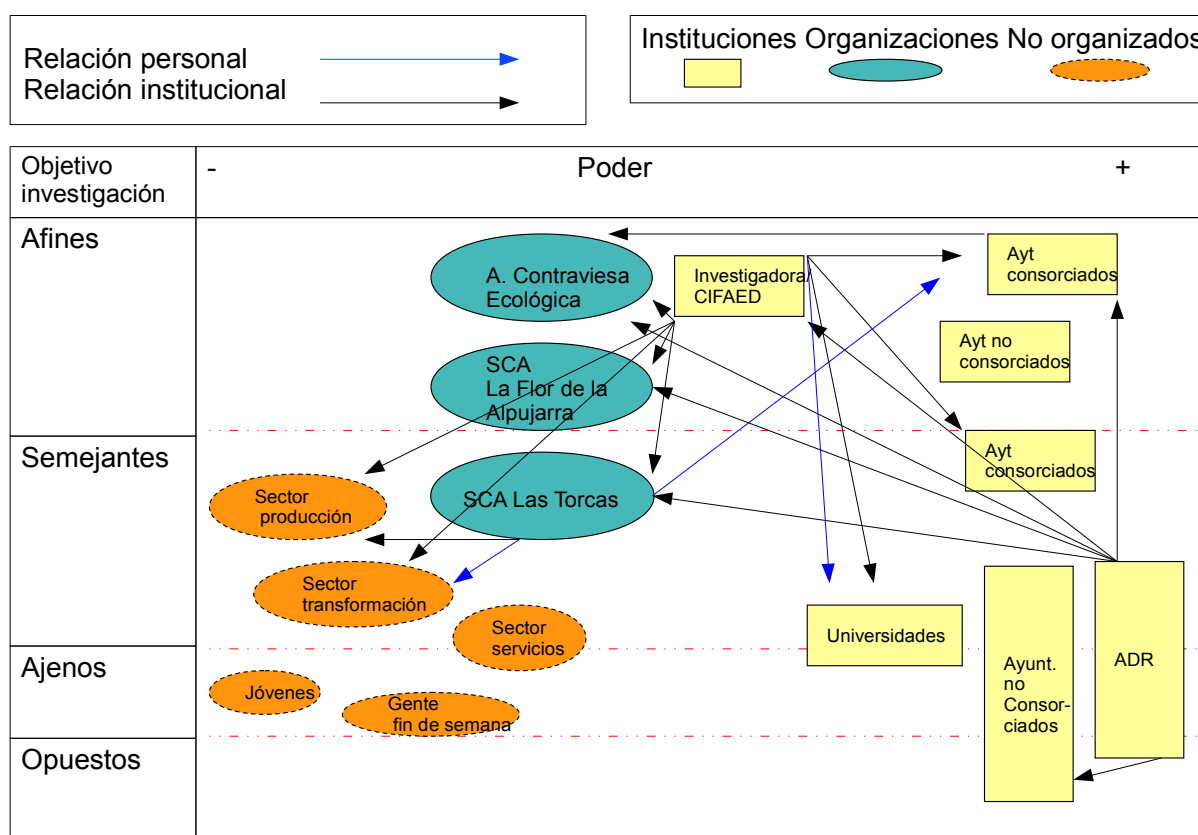 Relación personal
Relación institucional
Instituciones Organizaciones No organizados
Objetivo
investigación
-
Poder
+
Afines
A. Contraviesa
Ecológica
Investigadora/
CIFAED
Ayt
consorciados
Ayt no
consorciados
SCA
La Flor de la
Alpujarra
Ayt
consorciados
Semejantes
SCA Las Torcas
Sector
producción
Sector
transformación
Sector
servicios
Universidades
Ayunt.
no
Consor-
ciados
ADR
Ajenos
Jóvenes
Gente
fin de semana
Opuestos